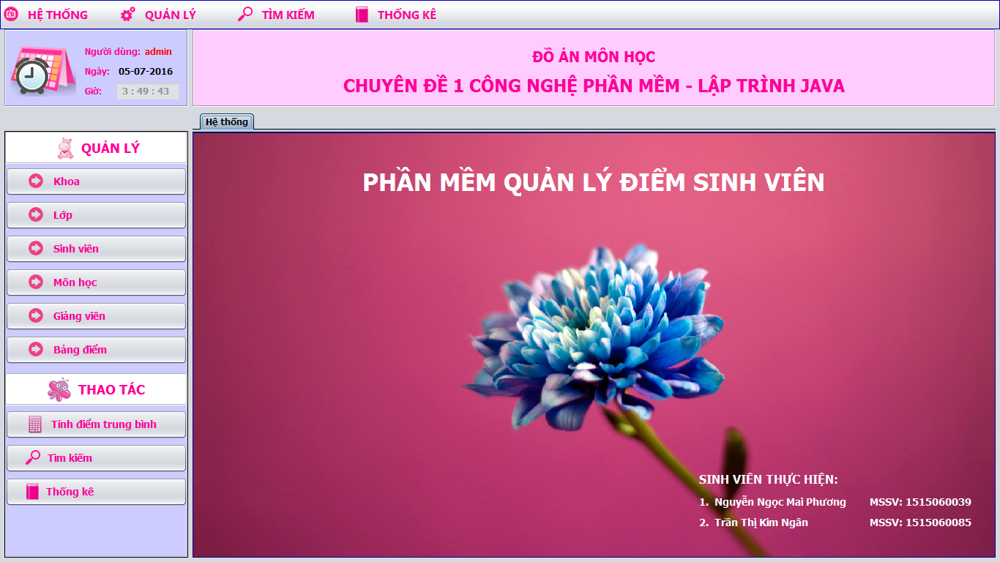 HỆ THỐNG QUẢN LÝ TÌM KIẾM THỐNG KÊ
Người dùng: admin
Ngày: 05-07-2016
Giờ: 3 : 49 : 43
ĐỒ ÁN MÔN HỌC
CHUYÊN ĐỀ 1 CÔNG NGHỆ PHẦN MỀM - LẬP TRÌNH JAVA
Hệ thống
QUẢN LÝ
Khoa
Lớp
Sinh viên
Môn học
Giảng viên
Bảng điểm
THAO TÁC
Tính điểm trung bình
Tìm kiếm
Thống kê
PHẦN MỀM QUẢN LÝ ĐIỂM SINH VIÊN
SINH VIÊN THỰC HIỆN:
1. Nguyễn Ngọc Mai Phương MSSV: 1515060039
2. Trần Thị Kim Ngân MSSV: 1515060085